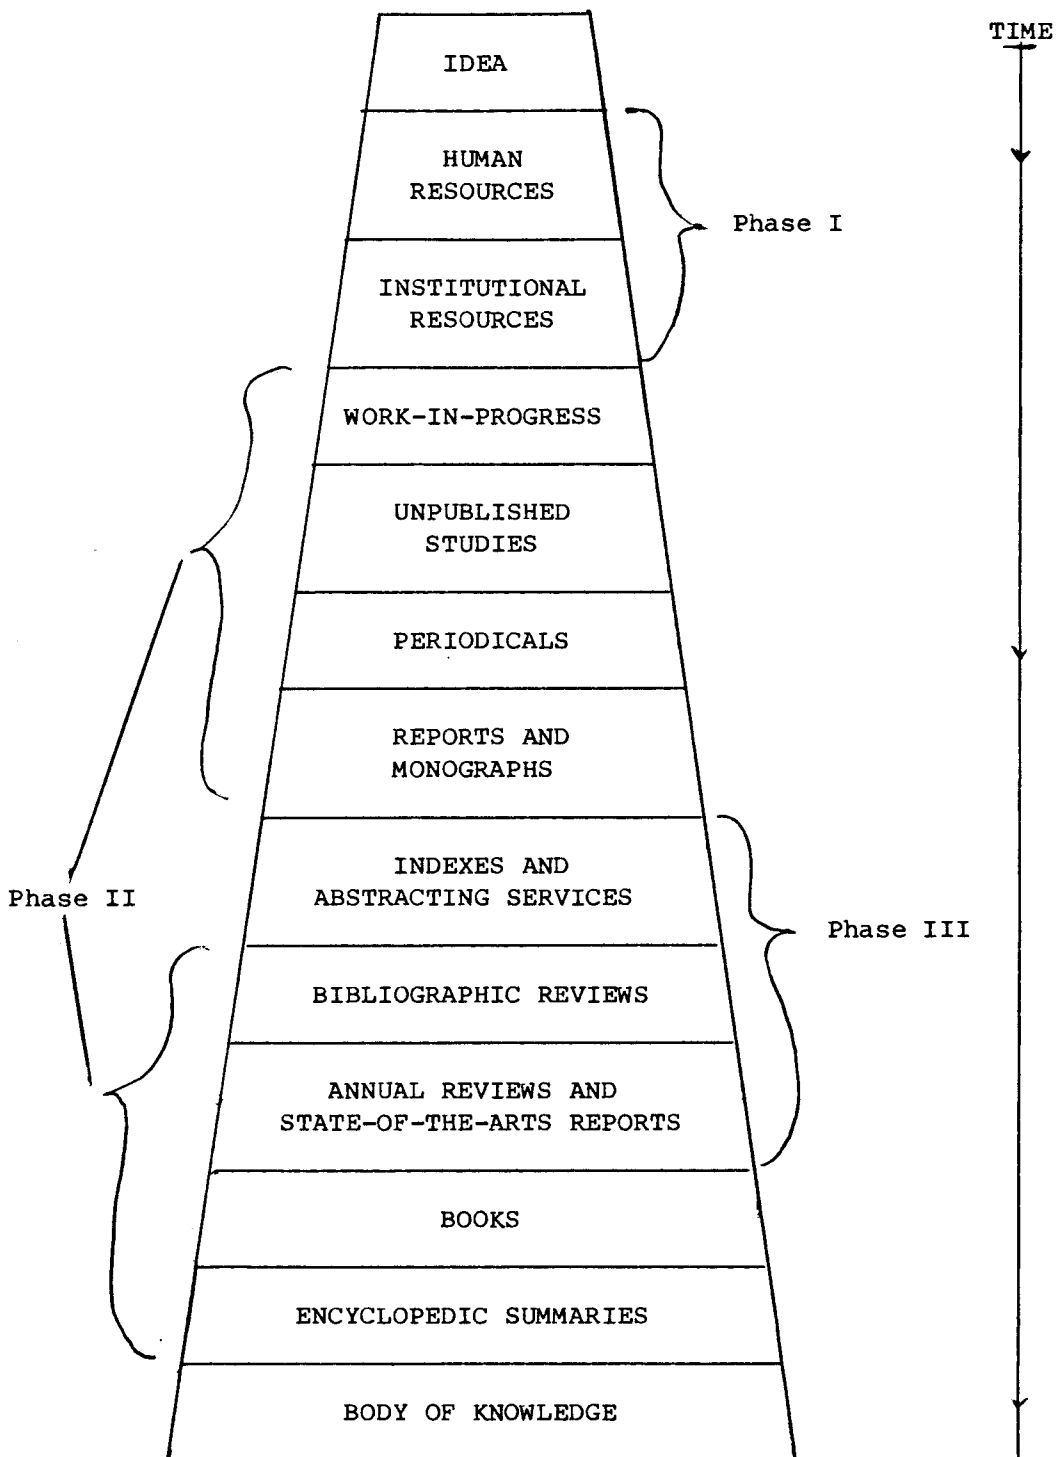 TIME
IDEA
HUMAN
RESOURCES
Phase I
INSTITUTIONAL
RESOURCES
WORK-IN-PROGRESS
UNPUBLISHED
STUDIES
PERIODICALS
REPORTS AND
MONOGRAPHS
INDEXES AND
ABSTRACTING SERVICES
Phase II
Phase III
BIBLIOGRAPHIC REVIEWS
ANNUAL REVIEWS AND
STATE-OF-THE-ARTS REPORTS
BOOKS
ENCYCLOPEDIC SUMMARIES
BODY OF KNOWLEDGE